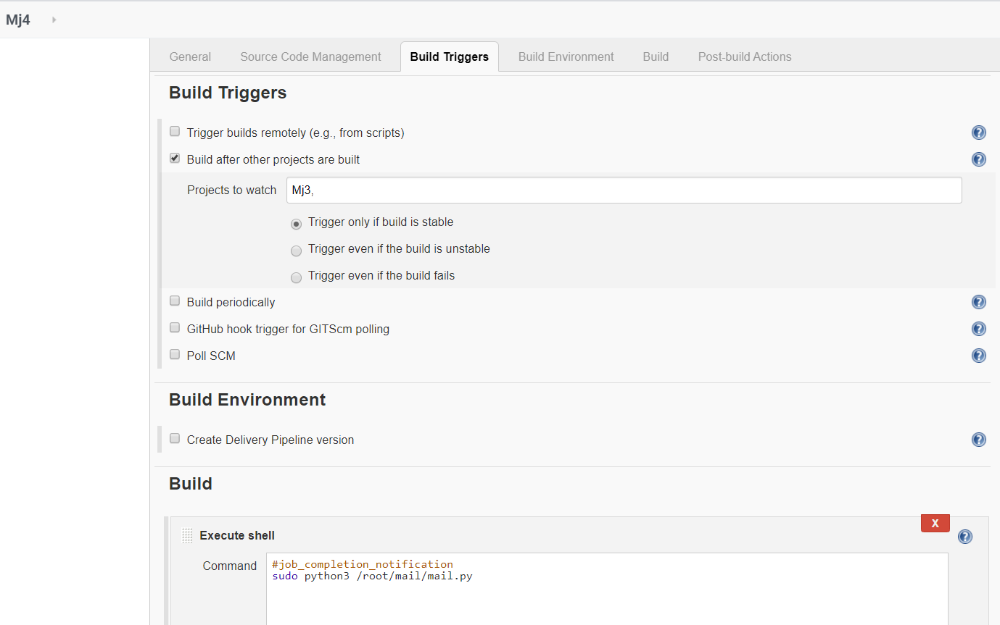 Mj4
General Source Code Management Build Triggers Build Environment Build Post-build Actions
Build Triggers
Trigger builds remotely (e.g., from scripts)
Build after other projects are built
Projects to watch Mj3,
Trigger only if build is stable
Trigger even if the build is unstable
Trigger even if the build fails
Build periodically
GitHub hook trigger for GITScm polling
Poll SCM
Build Environment
Create Delivery Pipeline version
Build
X
Execute shell
Command #job_completion_notification
sudo python3 /root/mail/mail.py